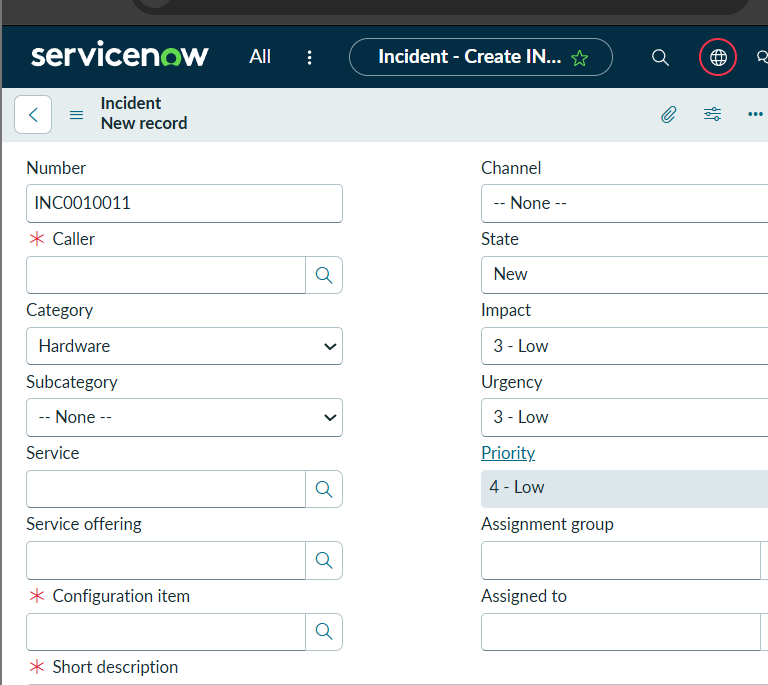 servicenow All Incident - Create IN...
Incident
New record
Number
INC0010011
* Caller
Category
Hardware
Subcategory
-- None --
Service
Service offering
* Configuration item
* Short description
Channel
-- None --
State
New
Impact
3 - Low
Urgency
3 - Low
Priority
4 - Low
Assignment group
Assigned to